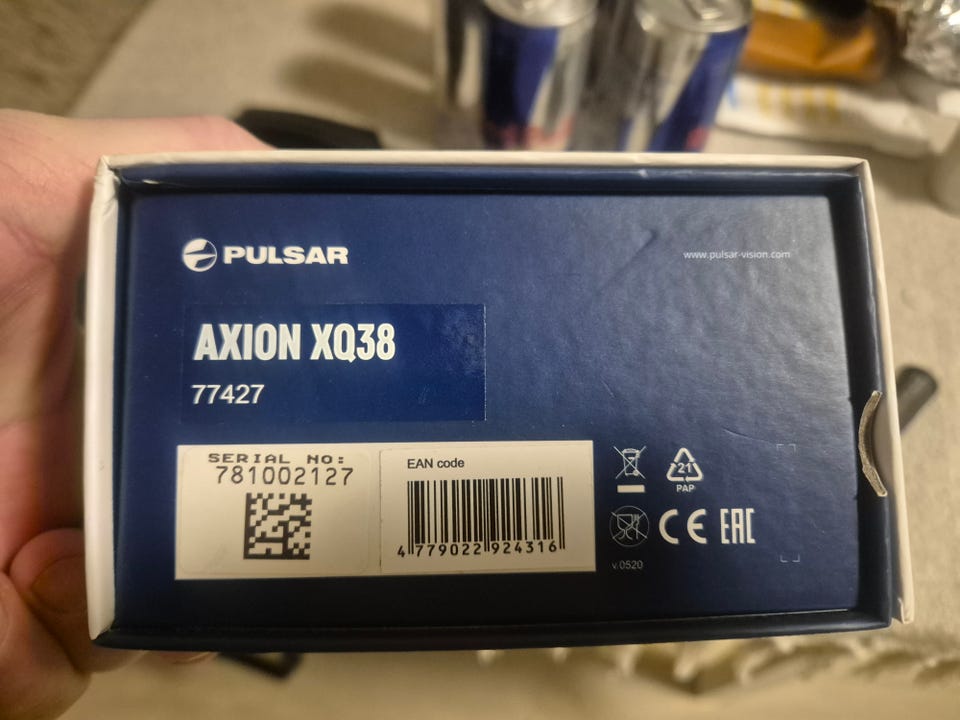 PULSAR
www.pulsar-vision.com
AXION XQ38
77427
SERIAL NO:
781002127
EAN code
4 779022 924316
21
PAP
CE EAC
v.0520